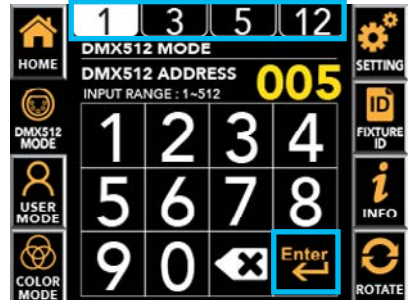 1 3 5 12
HOME
DMX512 MODE
SETTING
DMX512 ADDRESS
INPUT RANGE : 1~512
005
DMX512
MODE
1 2 3 4
ID
FIXTURE
ID
USER
MODE
5 6 7 8
i
INFO
COLOR
MODE
9 0 X Enter
ROTATE